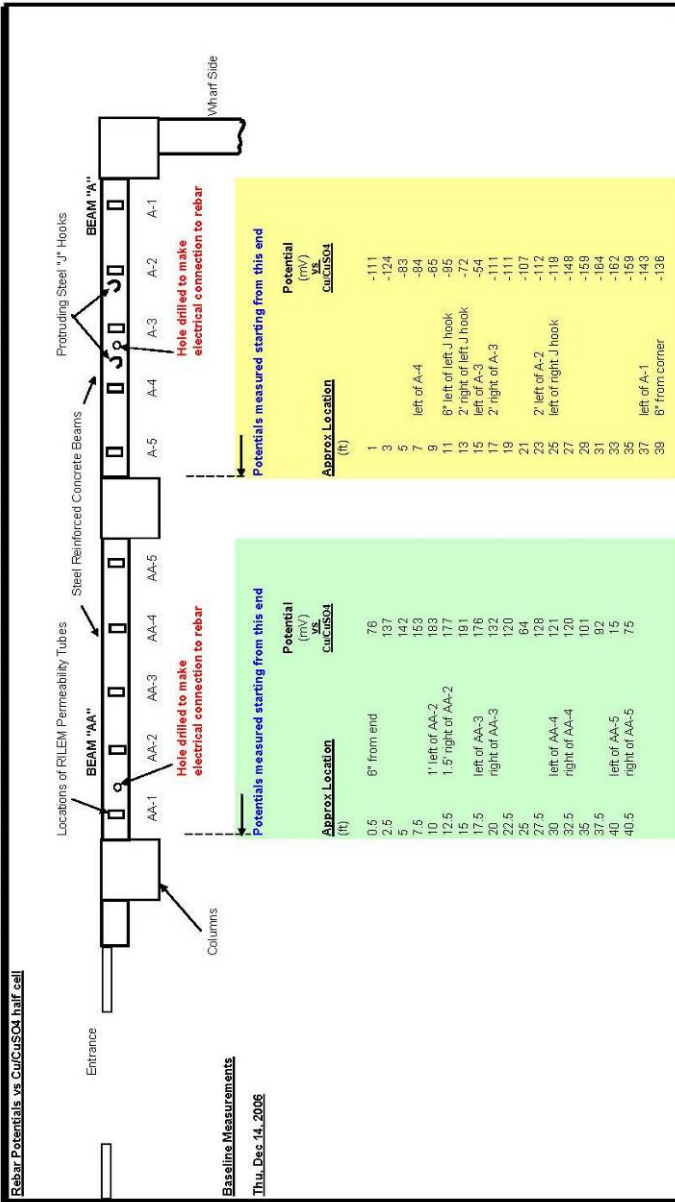 Rebar Potentials vs Cu/CuSO4 half cell
Entrance
Locations of RILEM Permeability Tubes
Steel Reinforced Concrete Beams
Protruding Steel "J" Hooks
BEAM "AA"
BEAM "A"
AA-1 AA-2 AA-3 AA-4 AA-5
A-5 A-4 A-3 A-2 A-1
Columns
Wharf Side
Hole drilled to make
electrical connection to rebar
Hole drilled to make
electrical connection to rebar
Baseline Measurements
Thu, Dec 14, 2006
Potentials measured starting from this end
Potential
(mV)
vs
Approx Location Cu/CuSO4
(ft)
0.5 6" from end 76
2.5 137
5 142
7.5 153
10 1' left of AA-2 183
12.5 1.5' right of AA-2 177
15 191
17.5 left of AA-3 176
20 right of AA-3 132
22.5 120
25 64
27.5 128
30 left of AA-4 121
32.5 right of AA-4 120
35 101
37.5 92
40 left of AA-5 15
40.5 right of AA-5 75
Potentials measured starting from this end
Potential
(mV)
vs
Approx Location Cu/CuSO4
(ft)
1 -111
3 -124
5 -83
7 left of A-4 -84
9 -65
11 6" left of left J hook -95
13 2' right of left J hook -72
15 left of A-3 -54
17 2' right of A-3 -111
19 -111
21 -107
23 2' left of A-2 -112
25 left of right J hook -119
27 -148
29 -159
31 -164
33 -162
35 -159
37 left of A-1 -143
39 6" from corner -136